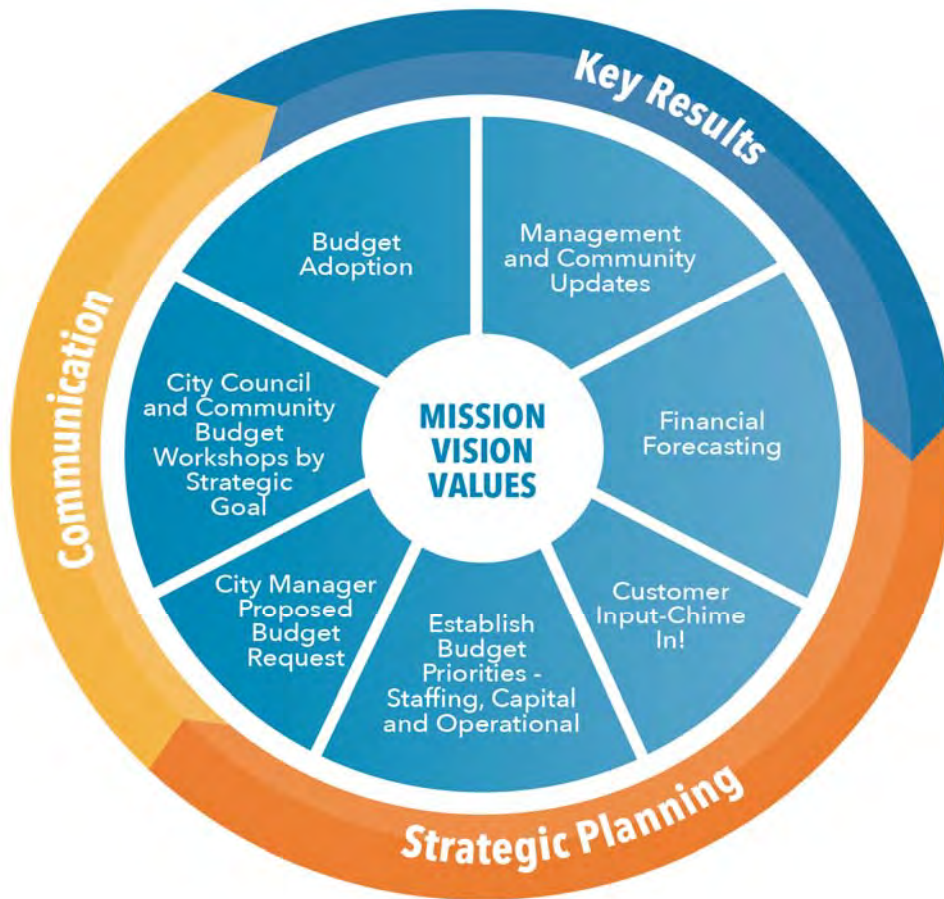 Key Results
Management
and Community
Updates
Financial
Forecasting
Customer
Input-Chime
In!
Strategic Planning
Establish
Budget
Priorities -
Staffing, Capital
and Operational
City Manager
Proposed
Budget
Request
Communication
City Council
and Community
Budget
Workshops by
Strategic
Goal
Budget
Adoption
MISSION
VISION
VALUES